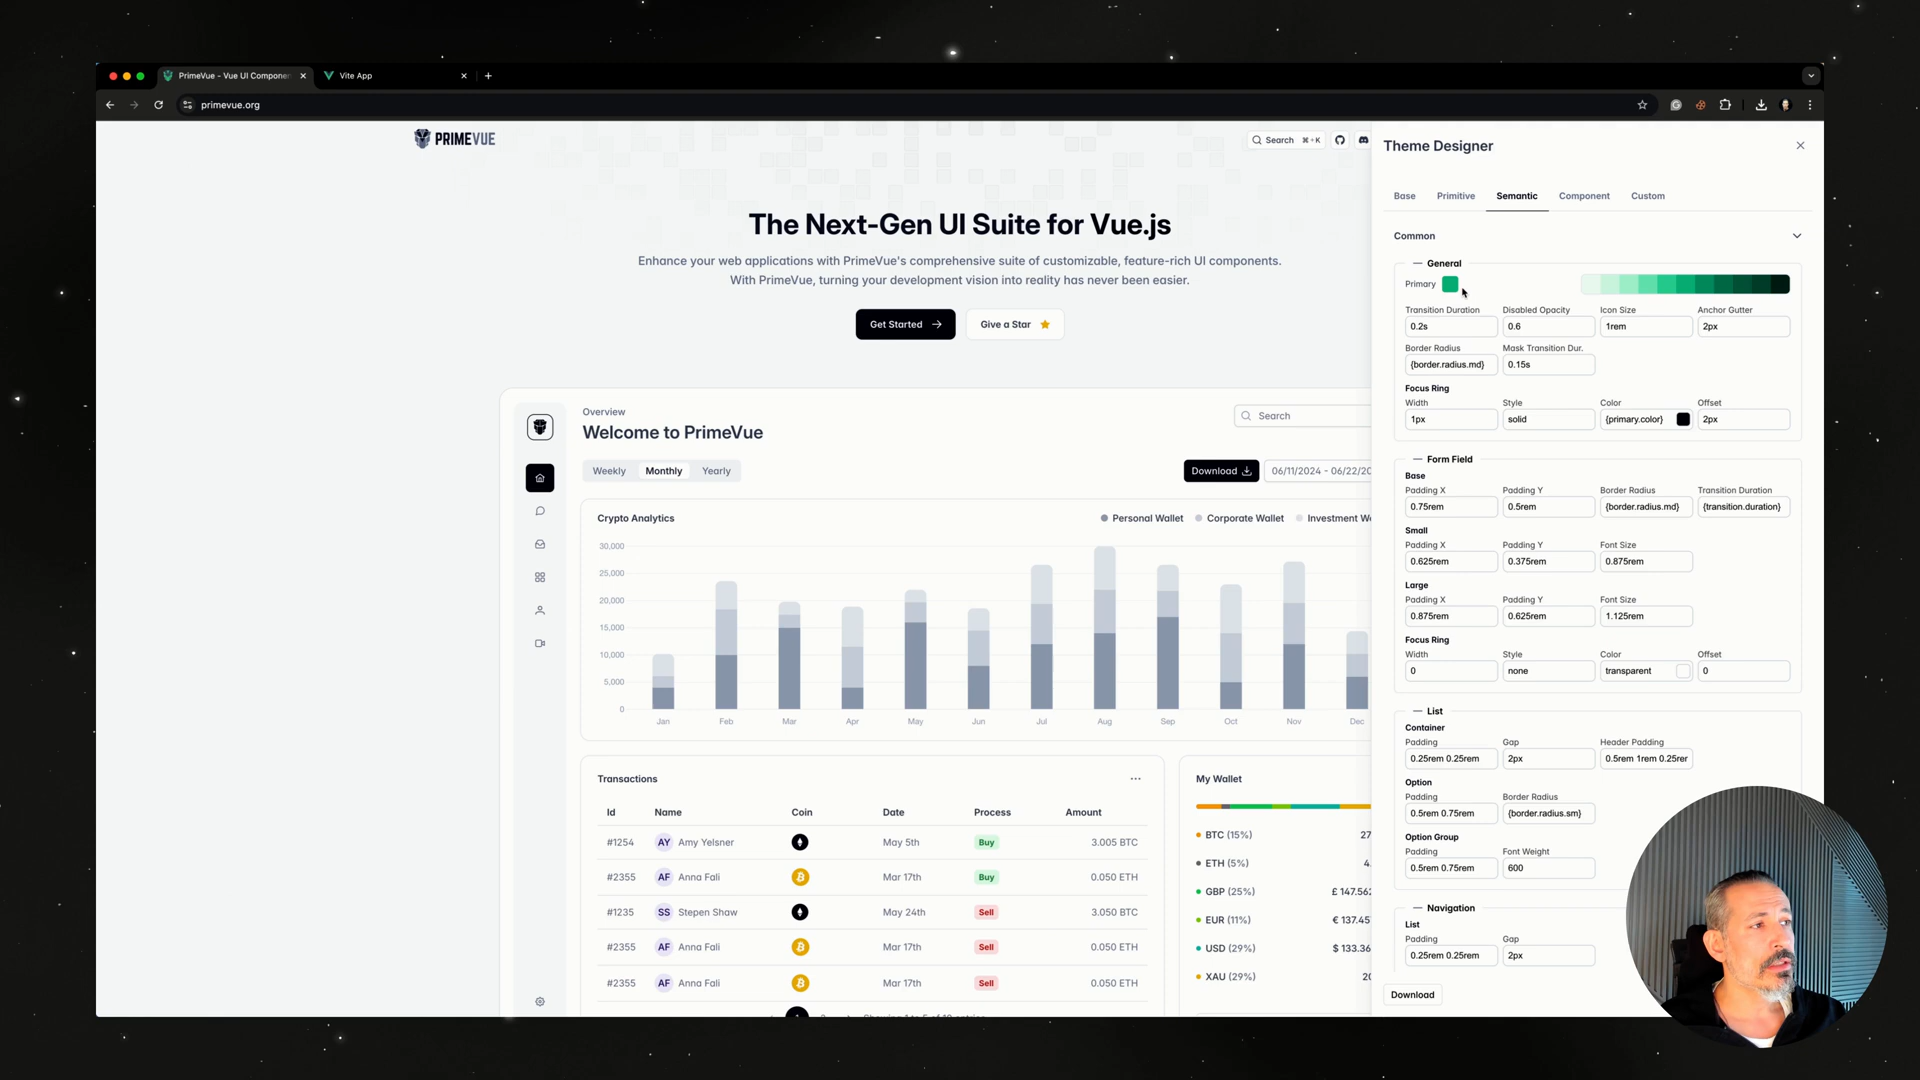 PrimeVue - Vue UI Componen
Vite App
primevue.org
PRIMEVUE
Search ⌘+K
The Next-Gen UI Suite for Vue.js
Enhance your web applications with PrimeVue's comprehensive suite of customizable, feature-rich UI components.
With PrimeVue, turning your development vision into reality has never been easier.
Get Started
Give a Star
Overview
Welcome to PrimeVue
Search
Weekly Monthly Yearly
Download
06/11/2024 - 06/22/20
Crypto Analytics
Personal Wallet Corporate Wallet Investment W
30,000
25,000
20,000
15,000
10,000
5,000
0
Jan Feb Mar Apr May Jun Jul Aug Sep Oct Nov Dec
Transactions
Id Name Coin Date Process Amount
#1254 AY Amy Yelsner May 5th Buy 3.005 BTC
#2355 AF Anna Fali Mar 17th Buy 0.050 ETH
#1235 SS Stepen Shaw May 24th Sell 3.050 BTC
#2355 AF Anna Fali Mar 17th Sell 0.050 ETH
#2355 AF Anna Fali Mar 17th Sell 0.050 ETH
My Wallet
BTC (15%) 27
ETH (5%) 4.
GBP (25%) £ 147.562
EUR (11%) € 137.45
USD (29%) $ 133.36
XAU (29%) 20
Theme Designer
Base Primitive Semantic Component Custom
Common
General
Primary
Transition Duration Disabled Opacity Icon Size Anchor Gutter
0.2s 0.6 1rem 2px
Border Radius Mask Transition Dur.
{border.radius.md} 0.15s
Focus Ring
Width Style Color Offset
1px solid {primary.color} 2px
Form Field
Base
Padding X Padding Y Border Radius Transition Duration
0.75rem 0.5rem {border.radius.md} {transition.duration}
Small
Padding X Padding Y Font Size
0.625rem 0.375rem 0.875rem
Large
Padding X Padding Y Font Size
0.875rem 0.625rem 1.125rem
Focus Ring
Width Style Color Offset
0 none transparent 0
List
Container
Padding Gap Header Padding
0.25rem 0.25rem 2px 0.5rem 1rem 0.25rer
Option
Padding Border Radius
0.5rem 0.75rem {border.radius.sm}
Option Group
Padding Font Weight
0.5rem 0.75rem 600
Navigation
List
Padding Gap
0.25rem 0.25rem 2px
Download